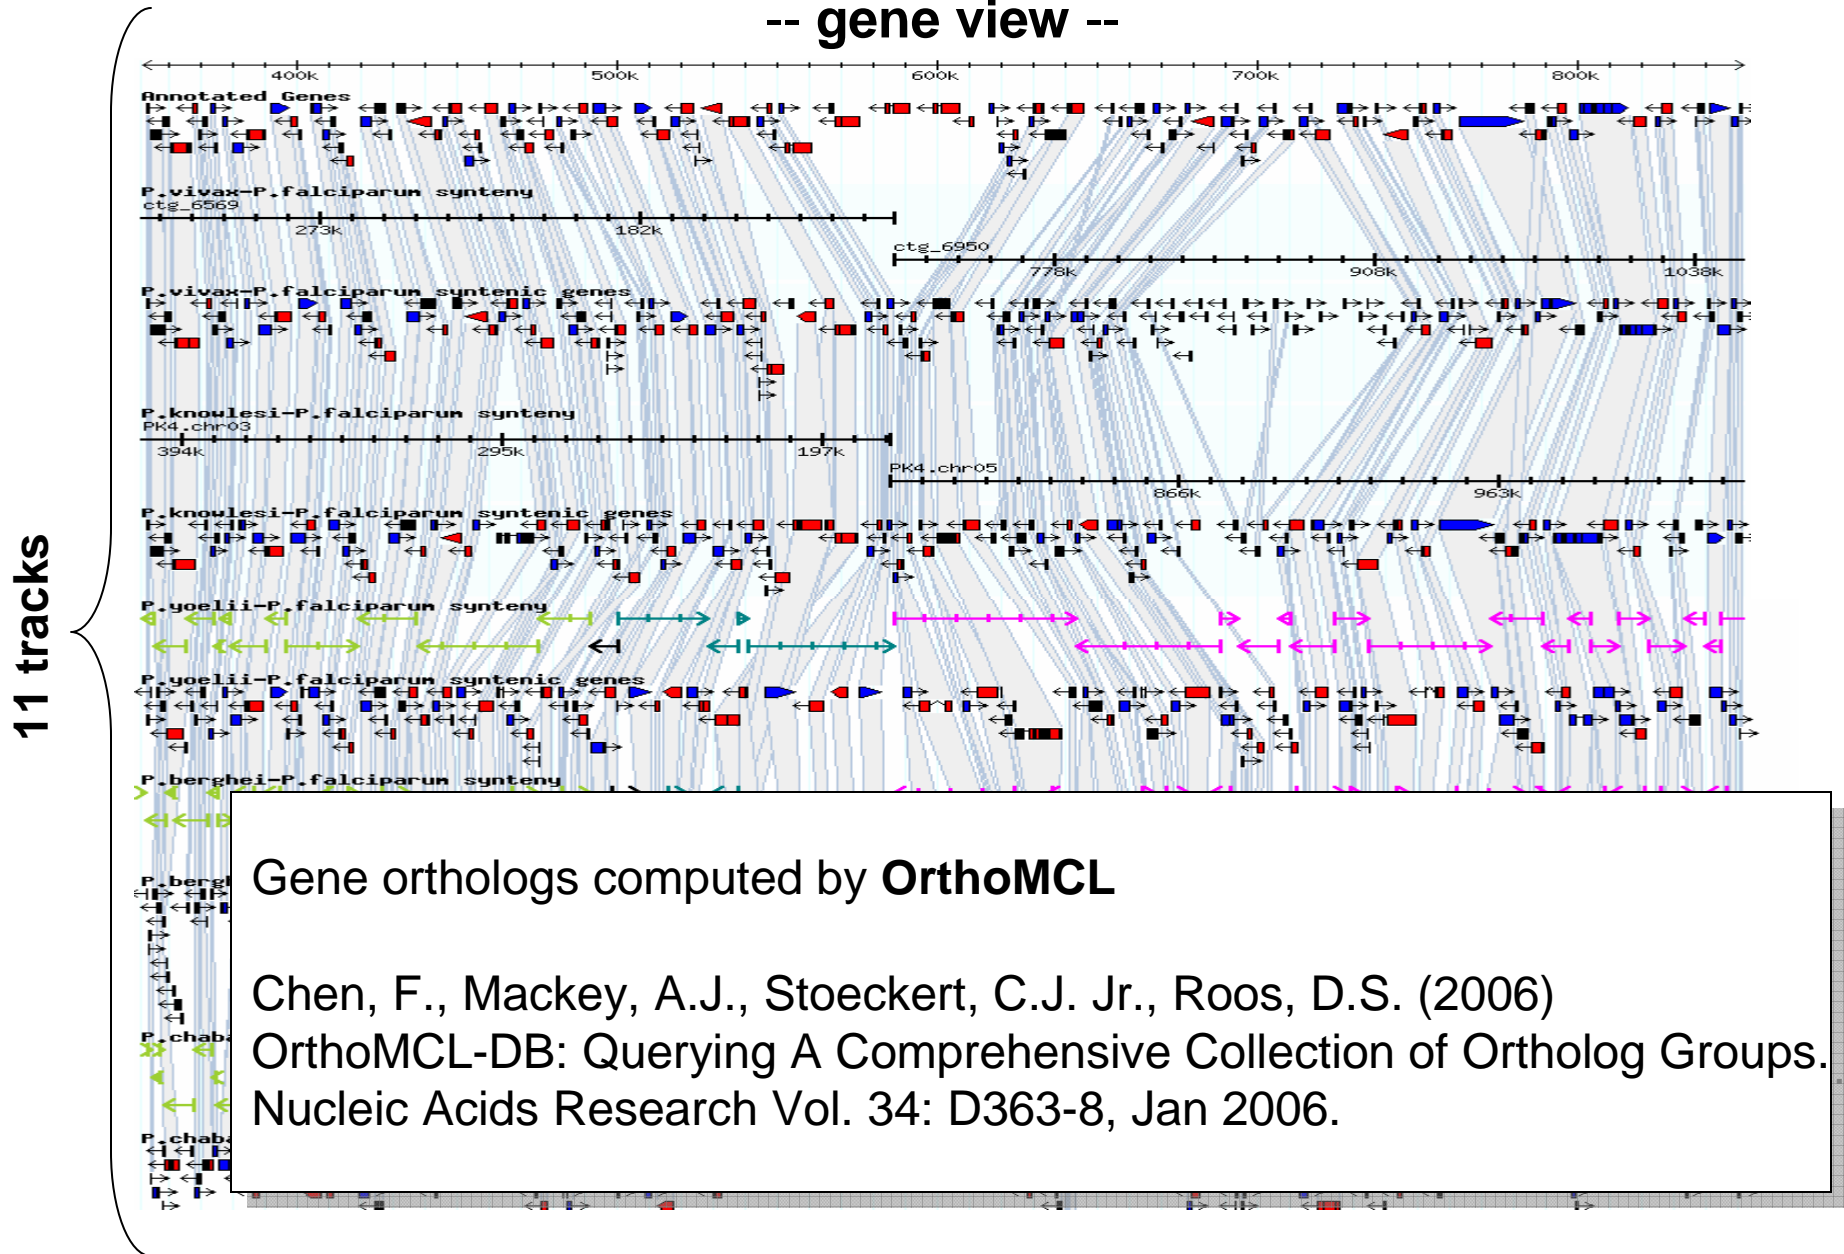 -- gene view --
11 tracks
400k 500k 600k 700k 800k
Annotated Genes
P.vivax-P.falciparum synteny
ctg_6569
273k 182k
ctg_6950
778k 908k 1038k
P.vivax-P.falciparum syntenic genes
P.knowlesi-P.falciparum synteny
PK4.chr03
394k 295k 197k
PK4.chr05
866k 963k
P.knowlesi-P.falciparum syntenic genes
P.yoelii-P.falciparum synteny
P.yoelii-P.falciparum syntenic genes
P.berghei-P.falciparum synteny
P.bergh
P.chaba
P.chaba
Gene orthologs computed by OrthoMCL
Chen, F., Mackey, A.J., Stoeckert, C.J. Jr., Roos, D.S. (2006)
OrthoMCL-DB: Querying A Comprehensive Collection of Ortholog Groups.
Nucleic Acids Research Vol. 34: D363-8, Jan 2006.